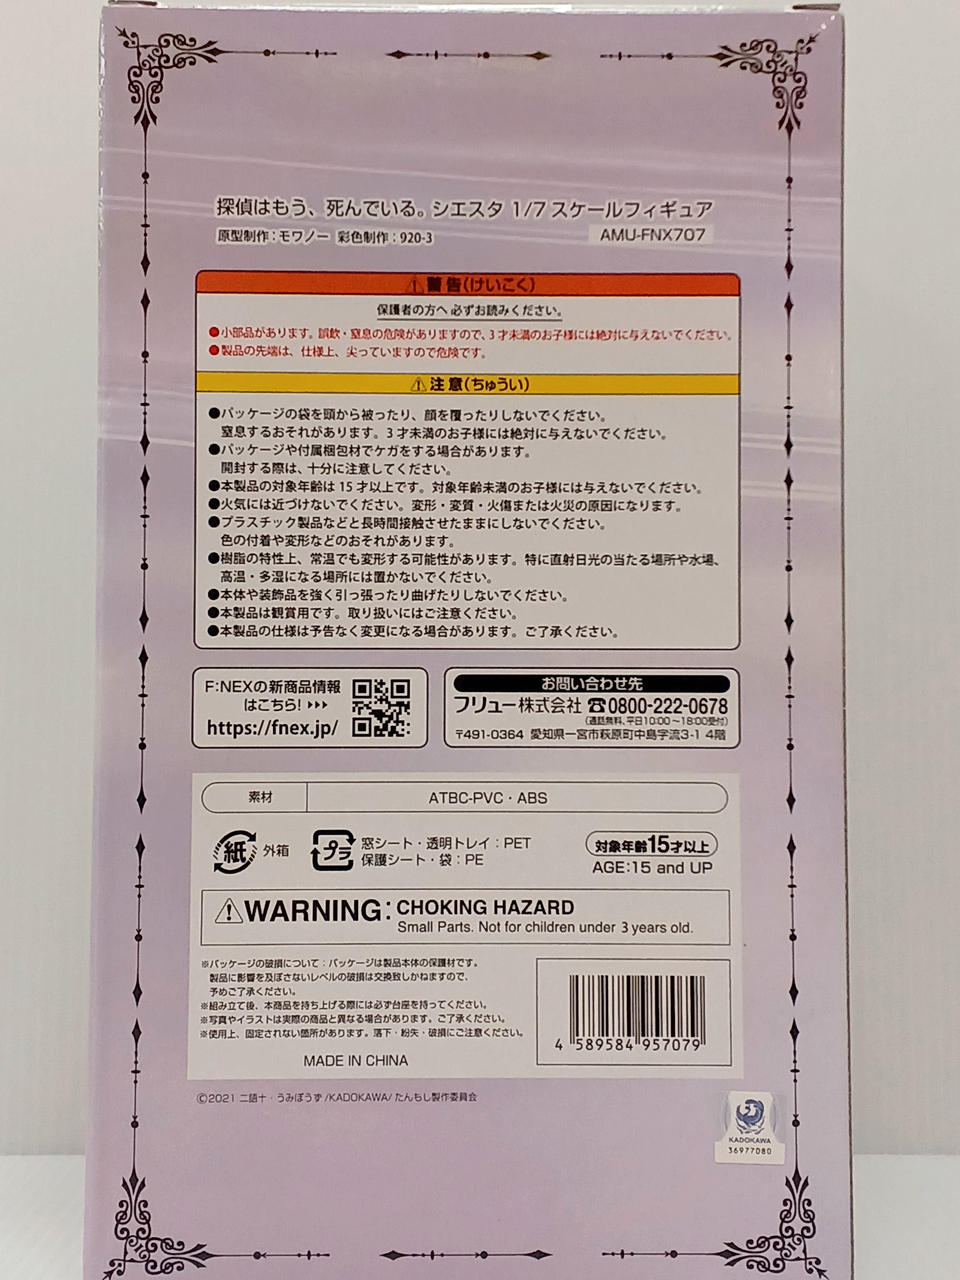 探偵はもう、死んでいる。シエスタ 1/7 スケールフィギュア
原型制作：モワノー 彩色制作：920-3
AMU-FNX707
⚠警告(けいこく)
保護者の方へ 必ずお読みください。
●小部品があります。誤飲・窒息の危険がありますので、3才未満のお子様には絶対に与えないでください。
●製品の先端は、仕様上、尖っていますので危険です。
⚠注意(ちゅうい)
●パッケージの袋を頭から被ったり、顔を覆ったりしないでください。
窒息するおそれがあります。3才未満のお子様には絶対に与えないでください。
●パッケージや付属梱包材でケガをする場合があります。
開封する際は、十分に注意してください。
●本製品の対象年齢は15才以上です。対象年齢未満のお子様には与えないでください。
●火気には近づけないでください。変形・変質・火傷または火災の原因になります。
●プラスチック製品などと長時間接触させたままにしないでください。
色の付着や変形などのおそれがあります。
●樹脂の特性上、常温でも変形する可能性があります。特に直射日光の当たる場所や水場、
高温・多湿になる場所には置かないでください。
●本体や装飾品を強く引っ張ったり曲げたりしないでください。
●本製品は観賞用です。取り扱いにはご注意ください。
●本製品の仕様は予告なく変更になる場合があります。ご了承ください。
F:NEXの新商品情報
はこちら!▸▸▸
https://fnex.jp/
お問い合わせ先
フリュー株式会社 ☎0800-222-0678
(通話無料、平日10:00～18:00受付)
〒491-0364 愛知県一宮市萩原町中島字流3-1 4階
素材 ATBC-PVC・ABS
紙 外箱
プラ 窓シート・透明トレイ：PET
保護シート・袋：PE
対象年齢15才以上
AGE:15 and UP
⚠WARNING: CHOKING HAZARD
Small Parts. Not for children under 3 years old.
※パッケージの破損について：パッケージは製品本体の保護材です。
製品に影響を及ぼさないレベルの破損は交換致しかねますので、
予めご了承ください。
※組み立て後、本商品を持ち上げる際には必ず台座を持ってください。
※写真やイラストは実際の商品と異なる場合があります。ご了承ください。
※使用上、固定されない箇所があります。落下・紛失・破損にご注意ください。
MADE IN CHINA
4 589584 957079
©2021 二語十・うみぼうず/KADOKAWA/たんもし製作委員会
KADOKAWA
36977080